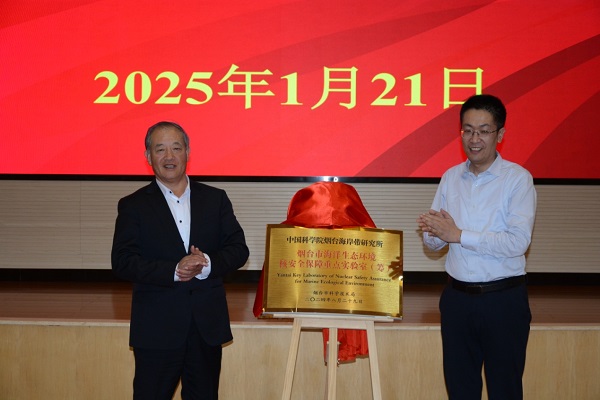 2025年1月21日
中国科学院烟台海岸带研究所
烟台市海洋生态环境
核安全保障重点实验室（筹
Yantai Key Laboratory of Nuclear Safety Assurance
for Marine Ecological Environment
烟台市科学技术局